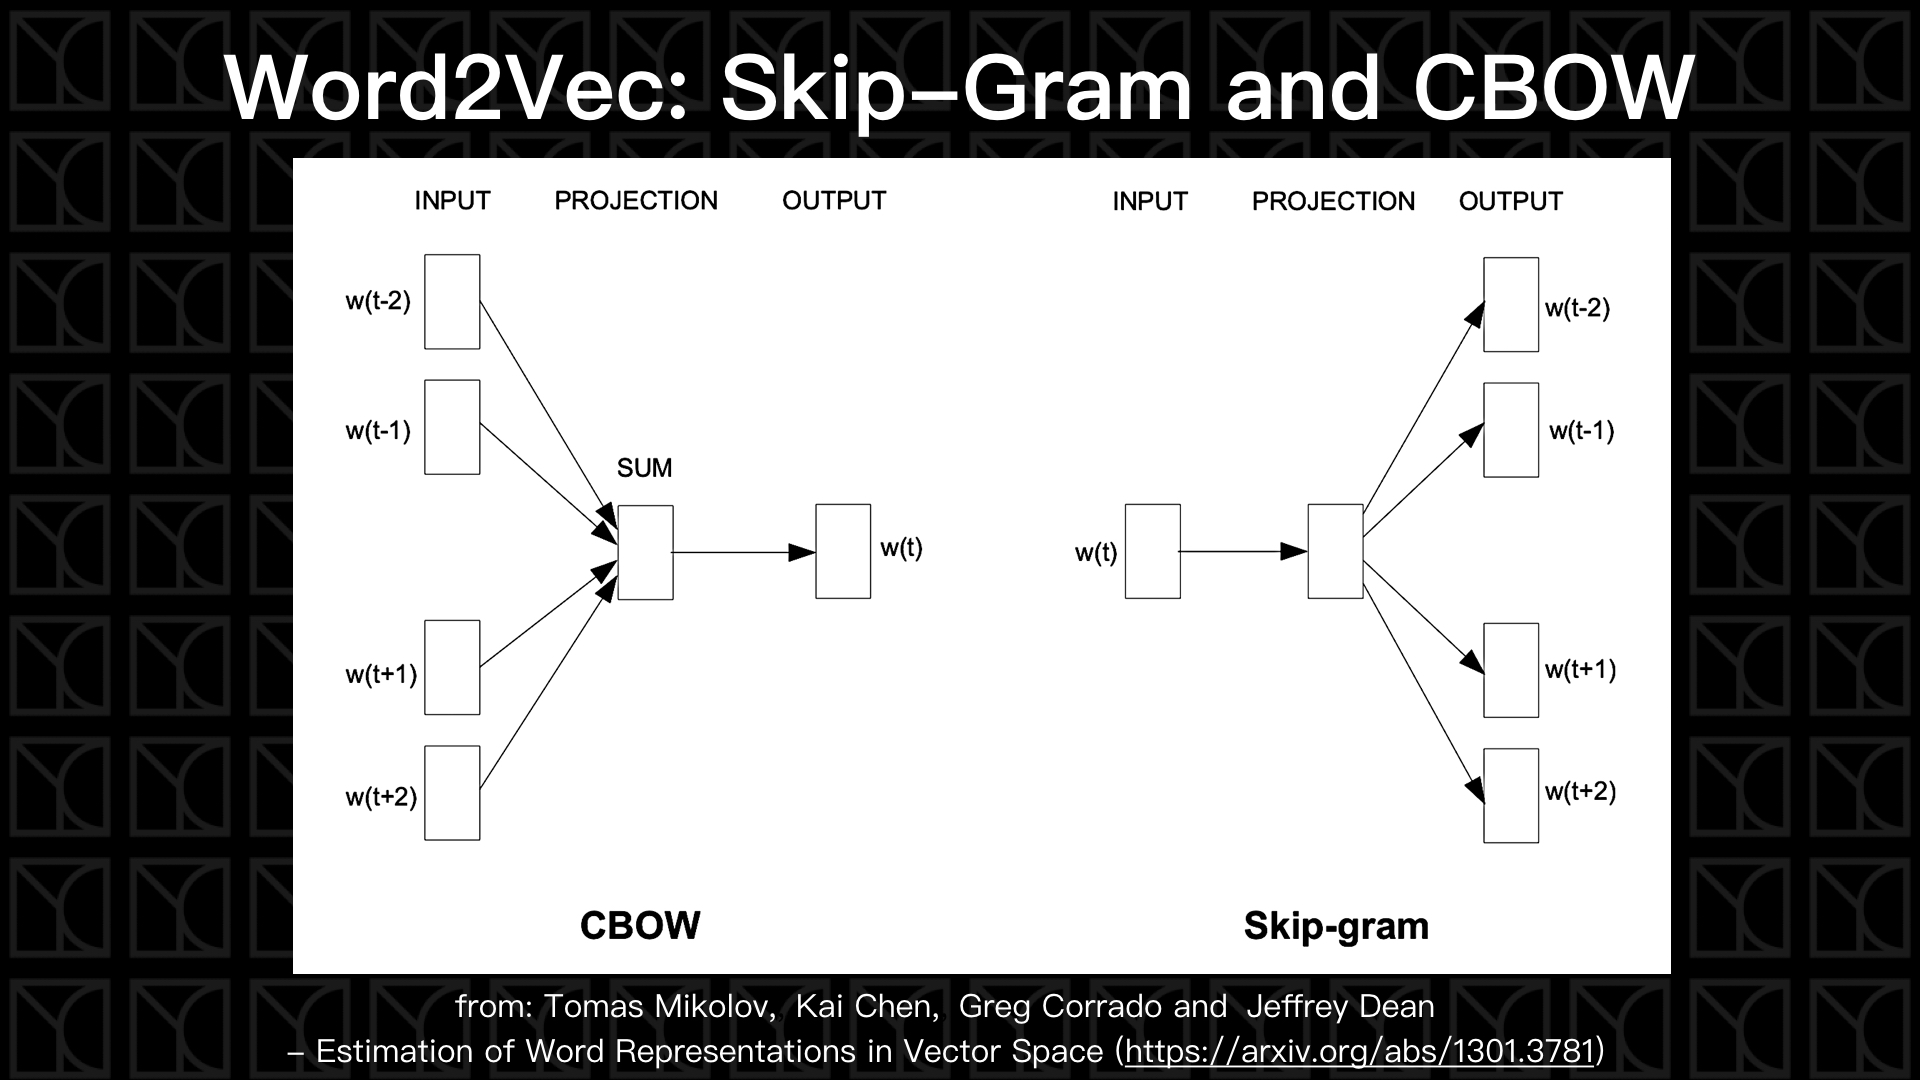 Word2Vec: Skip–Gram and CBOW
INPUT PROJECTION OUTPUT
w(t-2)
w(t-1)
SUM
w(t)
w(t+1)
w(t+2)
CBOW
INPUT PROJECTION OUTPUT
w(t-2)
w(t-1)
w(t)
w(t+1)
w(t+2)
Skip-gram
from: Tomas Mikolov, Kai Chen, Greg Corrado and Jeffrey Dean
– Estimation of Word Representations in Vector Space (https://arxiv.org/abs/1301.3781)